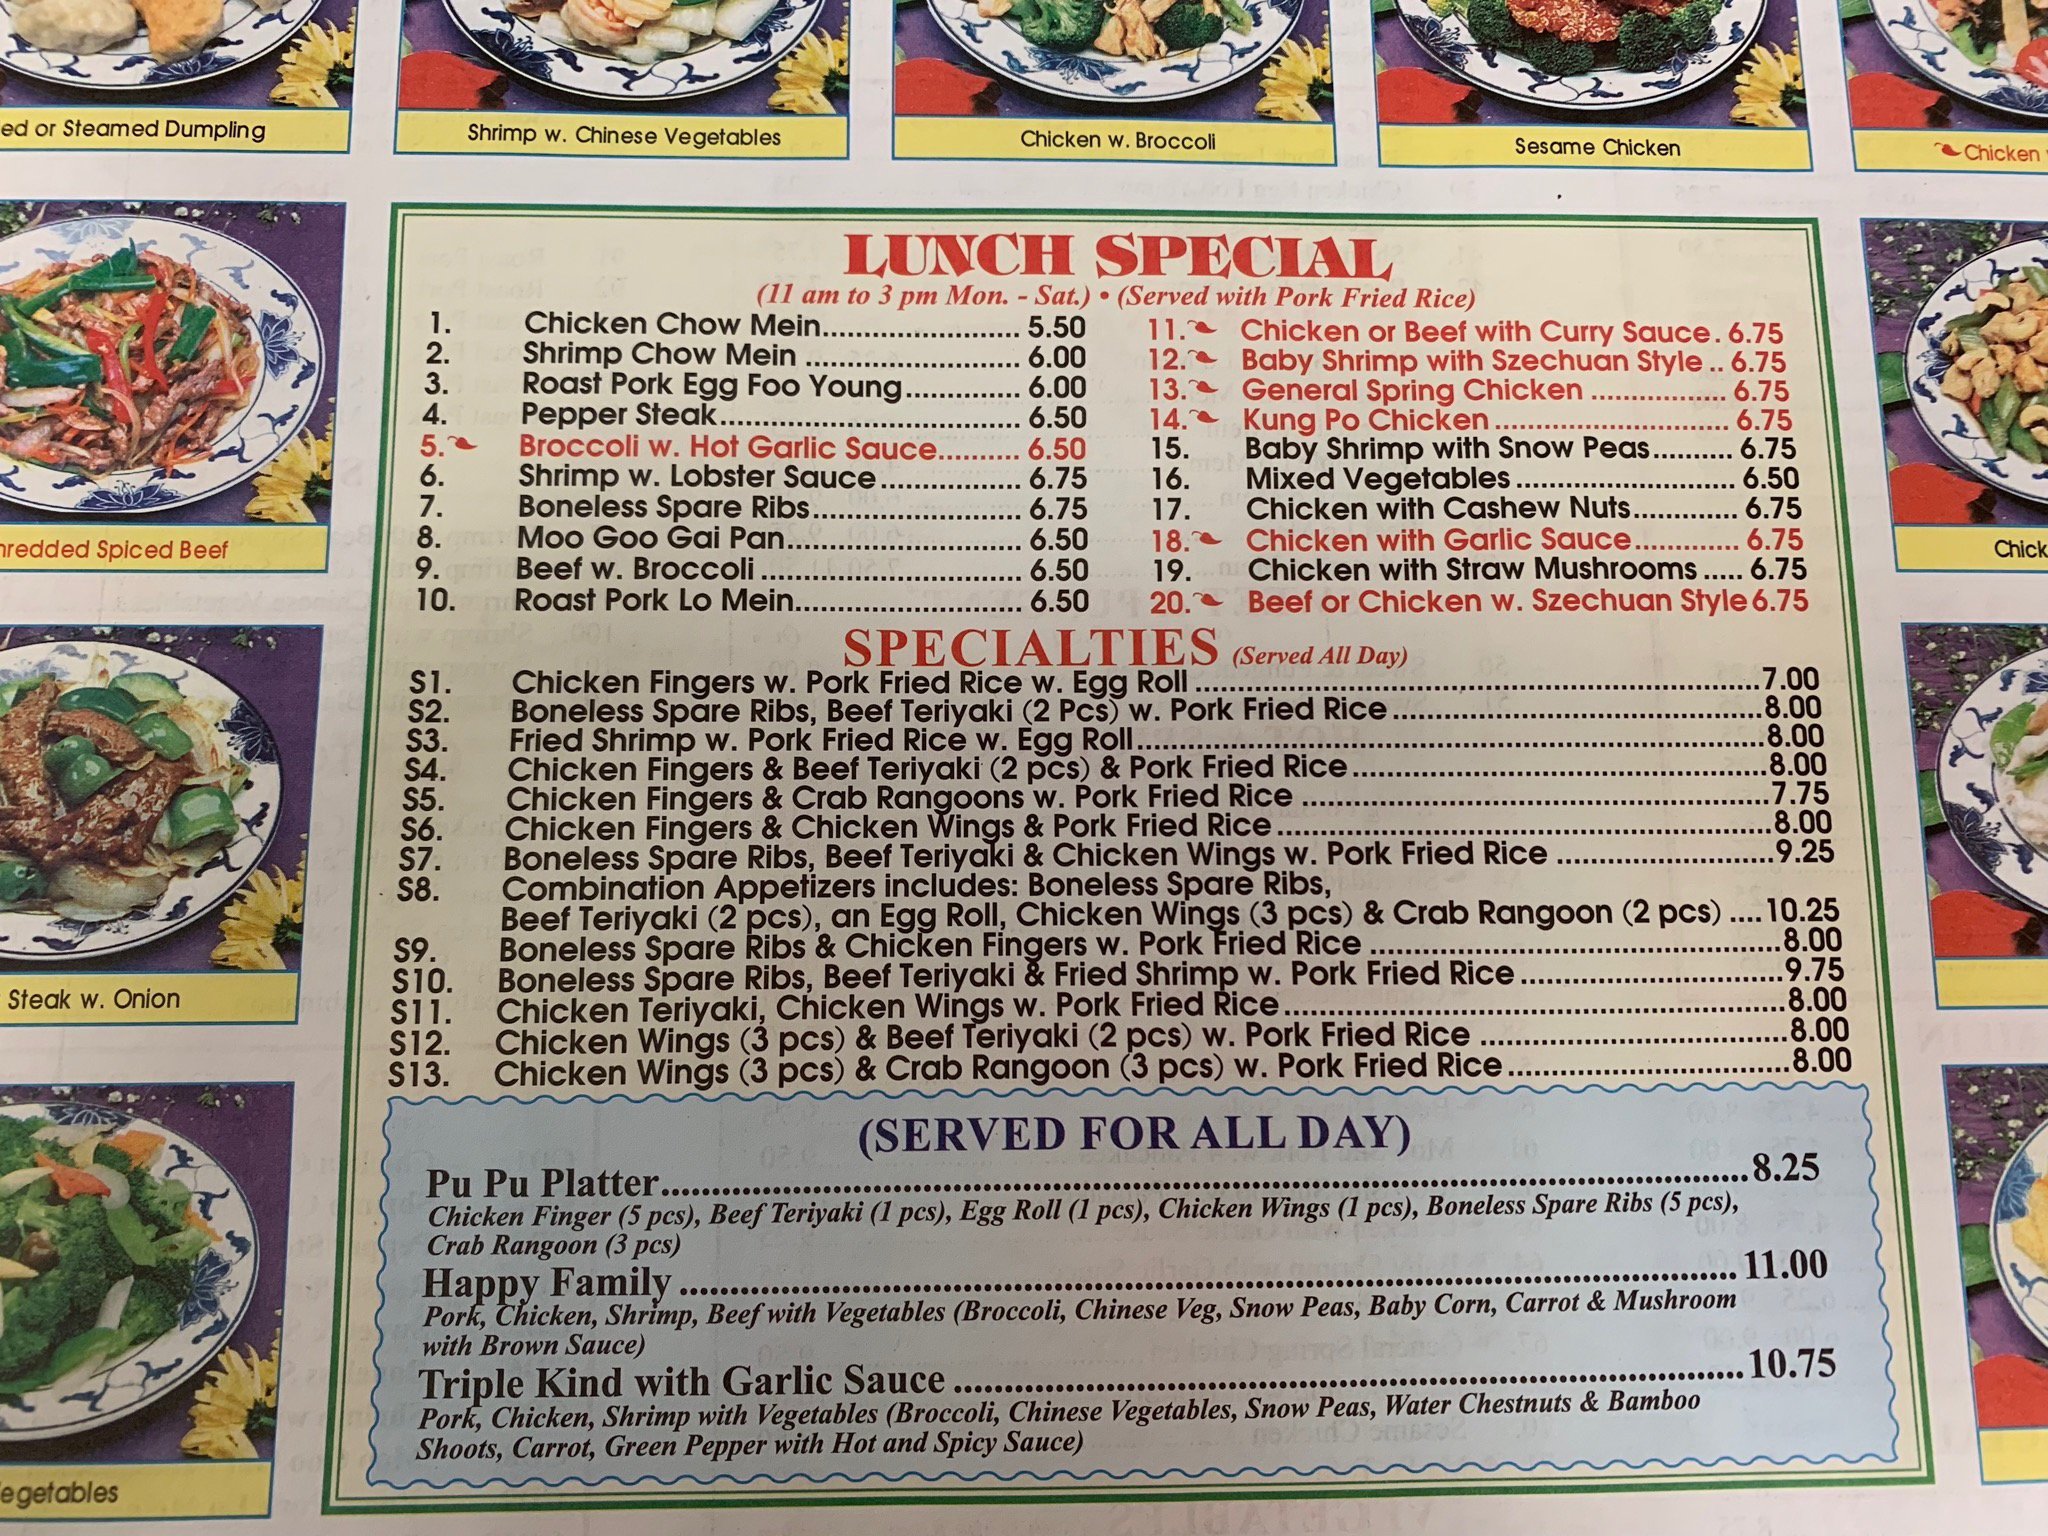 ed or Steamed Dumpling
Shrimp w. Chinese Vegetables
Chicken w. Broccoli
Sesame Chicken
Chicken
hredded Spiced Beef
Chick
Steak w. Onion
egetables
LUNCH SPECIAL
(11 am to 3 pm Mon. - Sat.) • (Served with Pork Fried Rice)
1. Chicken Chow Mein.................... 5.50
2. Shrimp Chow Mein ...................... 6.00
3. Roast Pork Egg Foo Young............ 6.00
4. Pepper Steak.............................. 6.50
5. Broccoli w. Hot Garlic Sauce......... 6.50
6. Shrimp w. Lobster Sauce.............. 6.75
7. Boneless Spare Ribs..................... 6.75
8. Moo Goo Gai Pan........................ 6.50
9. Beef w. Broccoli.......................... 6.50
10. Roast Pork Lo Mein....................... 6.50
11. Chicken or Beef with Curry Sauce. 6.75
12. Baby Shrimp with Szechuan Style .. 6.75
13. General Spring Chicken ................ 6.75
14. Kung Po Chicken.......................... 6.75
15. Baby Shrimp with Snow Peas......... 6.75
16. Mixed Vegetables........................ 6.50
17. Chicken with Cashew Nuts............ 6.75
18. Chicken with Garlic Sauce............ 6.75
19. Chicken with Straw Mushrooms..... 6.75
20. Beef or Chicken w. Szechuan Style 6.75
SPECIALTIES (Served All Day)
S1. Chicken Fingers w. Pork Fried Rice w. Egg Roll..........7.00
S2. Boneless Spare Ribs, Beef Teriyaki (2 Pcs) w. Pork Fried Rice..........8.00
S3. Fried Shrimp w. Pork Fried Rice w. Egg Roll..........8.00
S4. Chicken Fingers & Beef Teriyaki (2 pcs) & Pork Fried Rice..........8.00
S5. Chicken Fingers & Crab Rangoons w. Pork Fried Rice ..........7.75
S6. Chicken Fingers & Chicken Wings & Pork Fried Rice..........8.00
S7. Boneless Spare Ribs, Beef Teriyaki & Chicken Wings w. Pork Fried Rice ..........9.25
S8. Combination Appetizers includes: Boneless Spare Ribs,
Beef Teriyaki (2 pcs), an Egg Roll, Chicken Wings (3 pcs) & Crab Rangoon (2 pcs) ....10.25
S9. Boneless Spare Ribs & Chicken Fingers w. Pork Fried Rice ..........8.00
S10. Boneless Spare Ribs, Beef Teriyaki & Fried Shrimp w. Pork Fried Rice..........9.75
S11. Chicken Teriyaki, Chicken Wings w. Pork Fried Rice..........8.00
S12. Chicken Wings (3 pcs) & Beef Teriyaki (2 pcs) w. Pork Fried Rice ..........8.00
S13. Chicken Wings (3 pcs) & Crab Rangoon (3 pcs) w. Pork Fried Rice..........8.00
(SERVED FOR ALL DAY)
Pu Pu Platter..........8.25
Chicken Finger (5 pcs), Beef Teriyaki (1 pcs), Egg Roll (1 pcs), Chicken Wings (1 pcs), Boneless Spare Ribs (5 pcs),
Crab Rangoon (3 pcs)
Happy Family..........11.00
Pork, Chicken, Shrimp, Beef with Vegetables (Broccoli, Chinese Veg, Snow Peas, Baby Corn, Carrot & Mushroom
with Brown Sauce)
Triple Kind with Garlic Sauce..........10.75
Pork, Chicken, Shrimp with Vegetables (Broccoli, Chinese Vegetables, Snow Peas, Water Chestnuts & Bamboo
Shoots, Carrot, Green Pepper with Hot and Spicy Sauce)